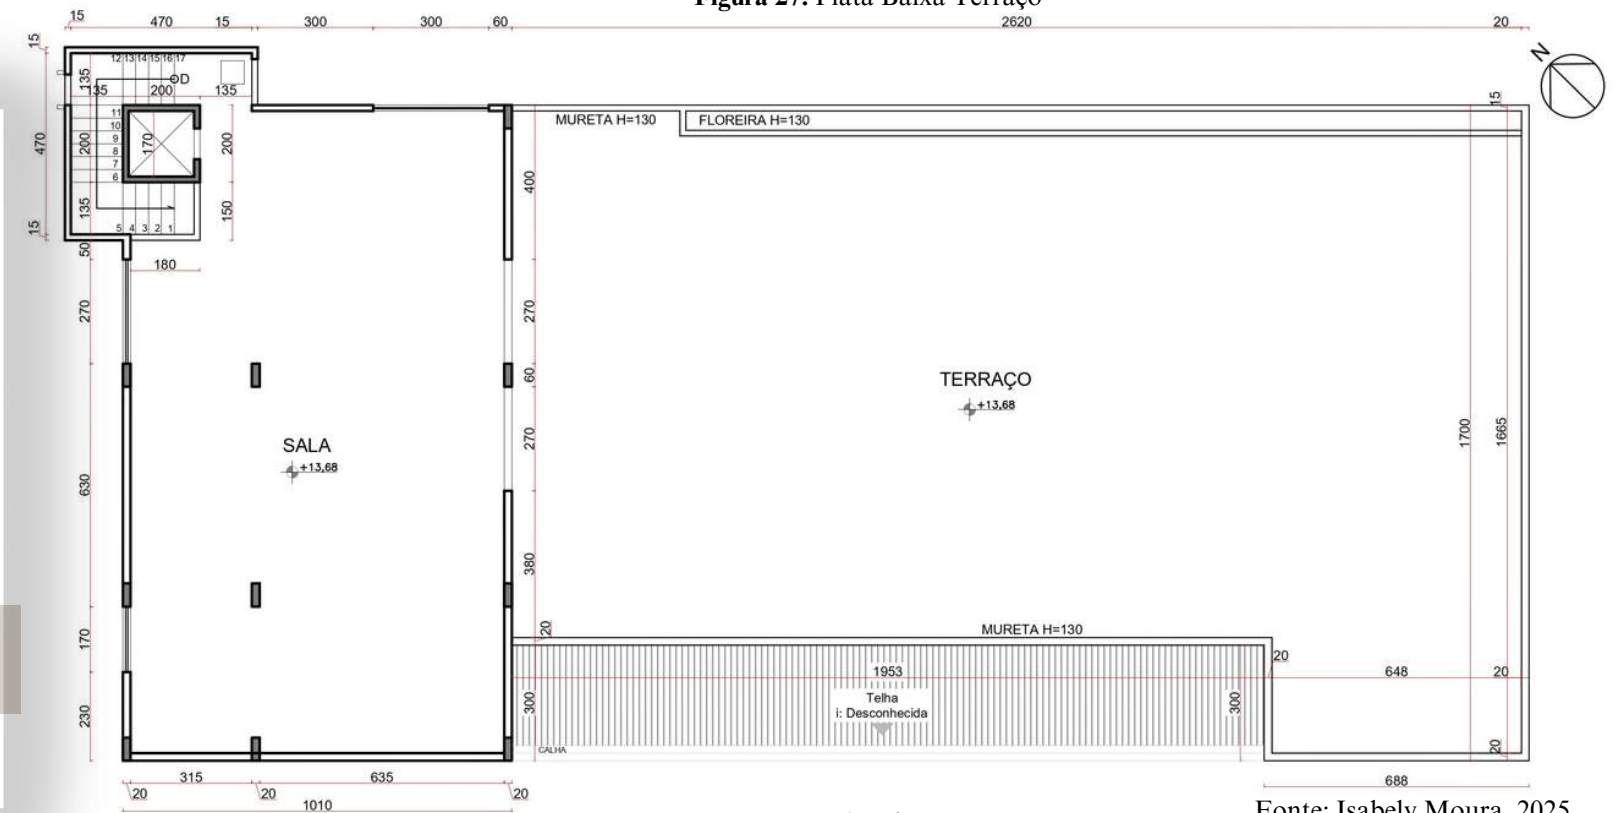 Figura 27. Plata Baixa Terraço
15 470 15 300 300 60 2620 20
15
N
12 13 14 15 16 17
D
135
135 200 135
15
MURETA H=130 FLOREIRA H=130
11
10
9
8
7
6
470 200 170 200
400
135 150
5 4 3 2 1
15
50
180
270 270
60
TERRAÇO
+13,68
SALA
+13,68
270
1700 1665
630
380
20
MURETA H=130
170
20
1953 648 20
Telha
i: Desconhecida
230 300 300
CALHA
20
315 635
688
20 20 20
1010
Fonte: Isabely Moura, 2025